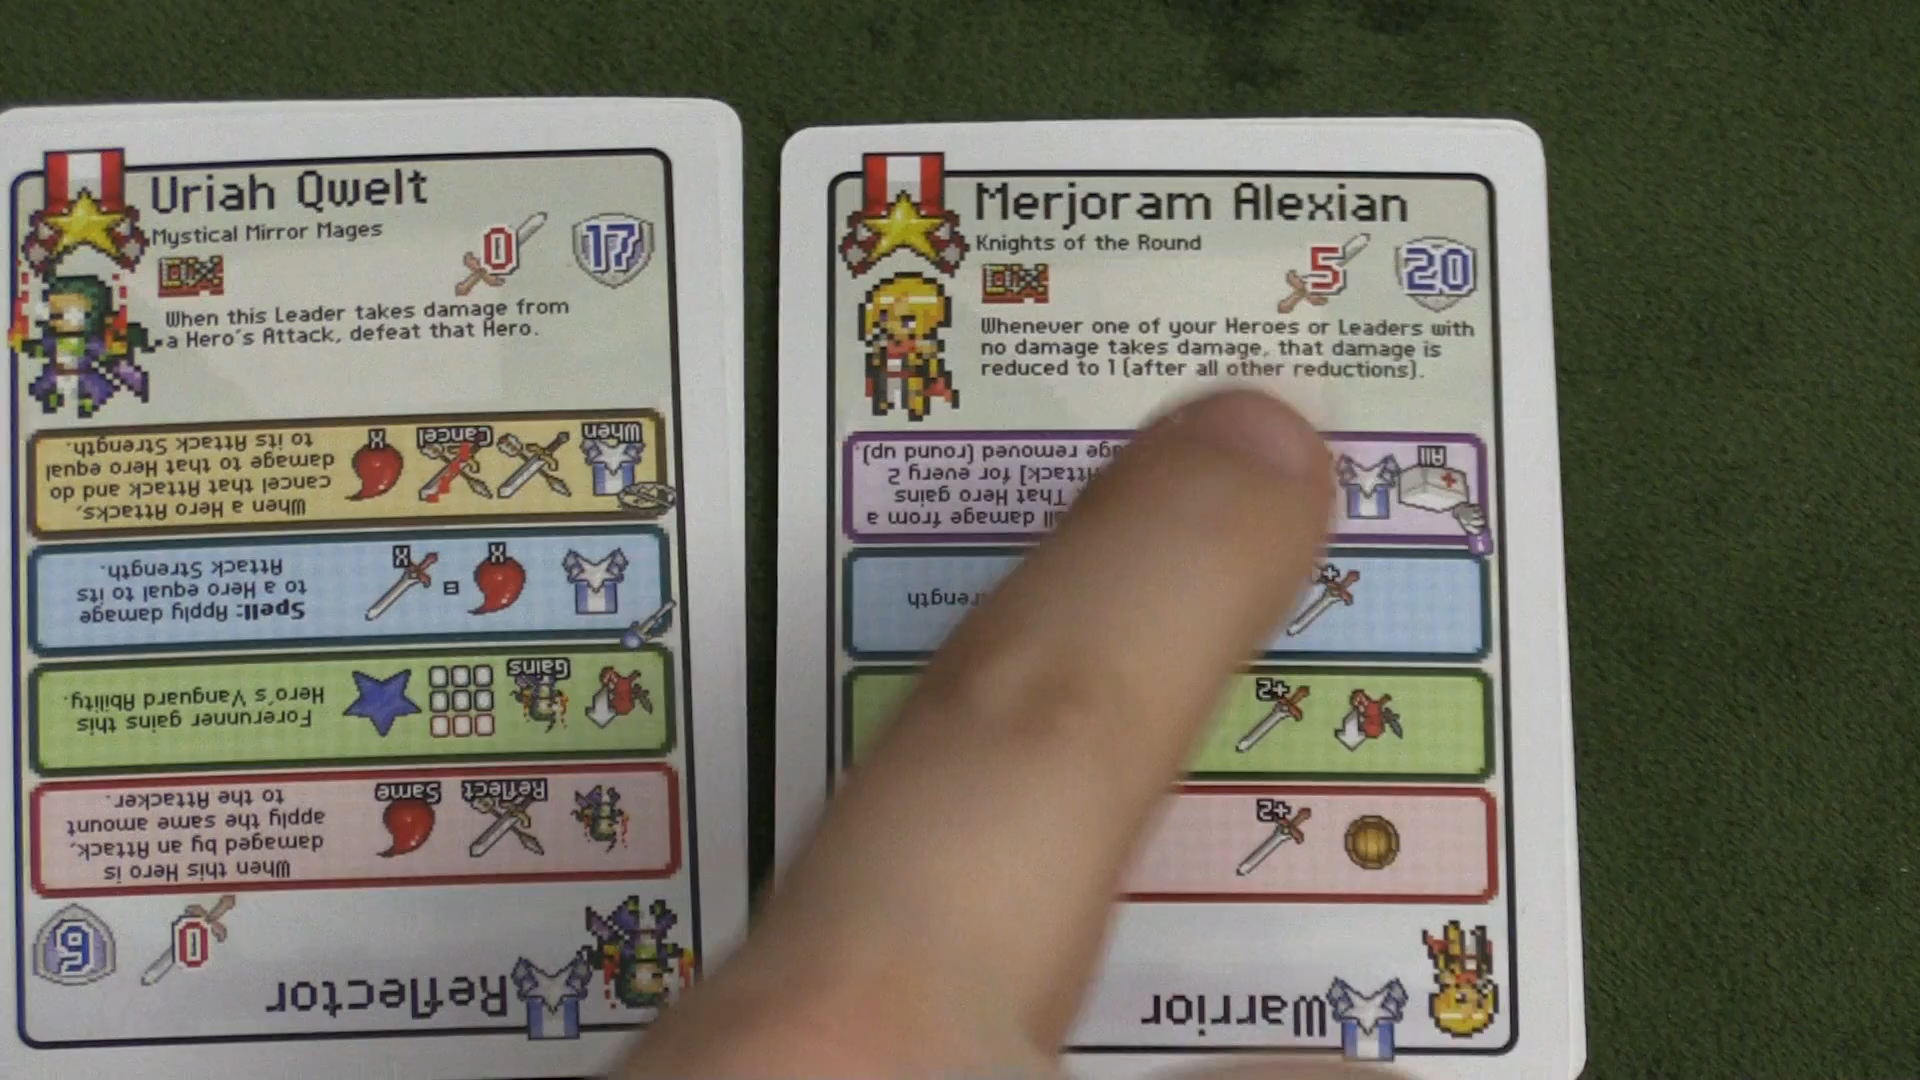 Uriah Qwelt
Mystical Mirror Mages
0
17
When this Leader takes damage from
a Hero's Attack, defeat that Hero.
When
Cancel
X
When a Hero Attacks,
cancel that Attack and do
damage to that Hero equal
to its Attack Strength.
X
=
X
Spell: Apply damage
to a Hero equal to its
Attack Strength.
Gains
Forerunner gains this
Hero's Vanguard Ability.
Reflect
Same
When this Hero is
damaged by an Attack,
apply the same amount
to the Attacker.
Reflector
0
9
Merjoram Alexian
Knights of the Round
5
20
Whenever one of your Heroes or Leaders with
no damage takes damage, that damage is
reduced to 1 (after all other reductions).
All
damage from a
That Hero gains
Attack] for every 2
removed (round up).
+
+2
+2
Warrior